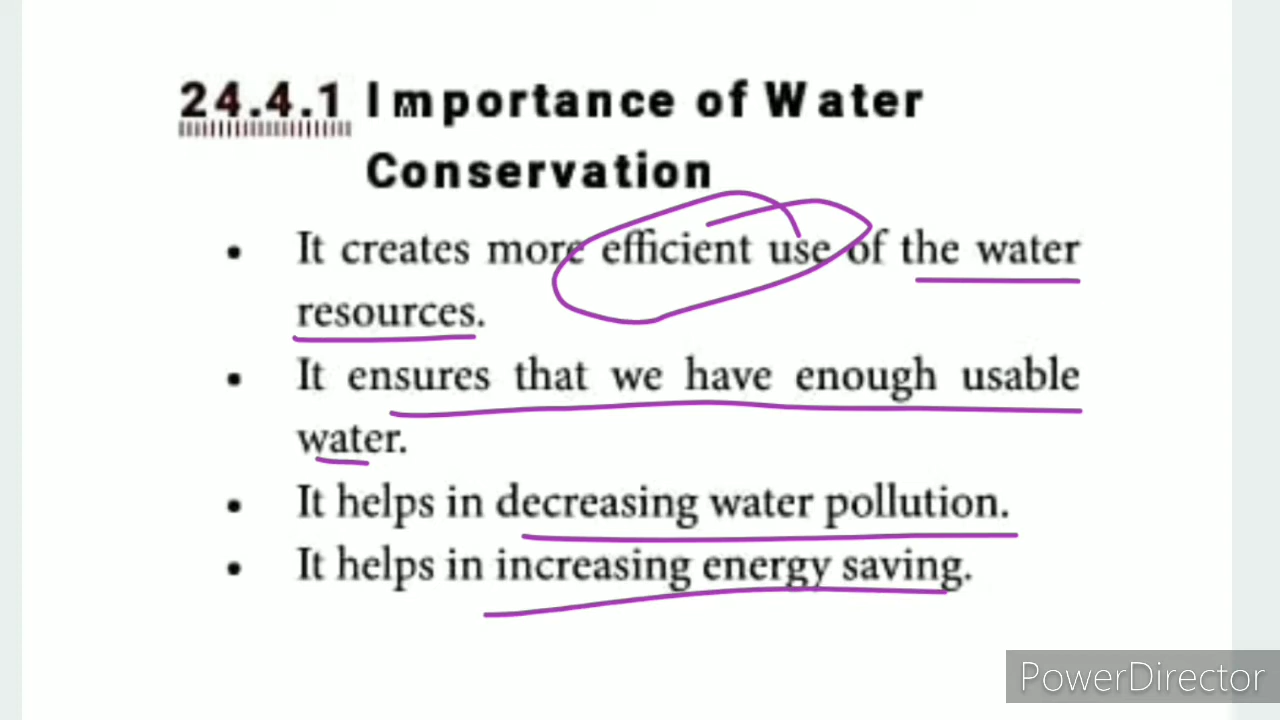 24.4.1 Importance of Water
Conservation
• It creates more efficient use of the water
resources.
• It ensures that we have enough usable
water.
• It helps in decreasing water pollution.
• It helps in increasing energy saving.
PowerDirector